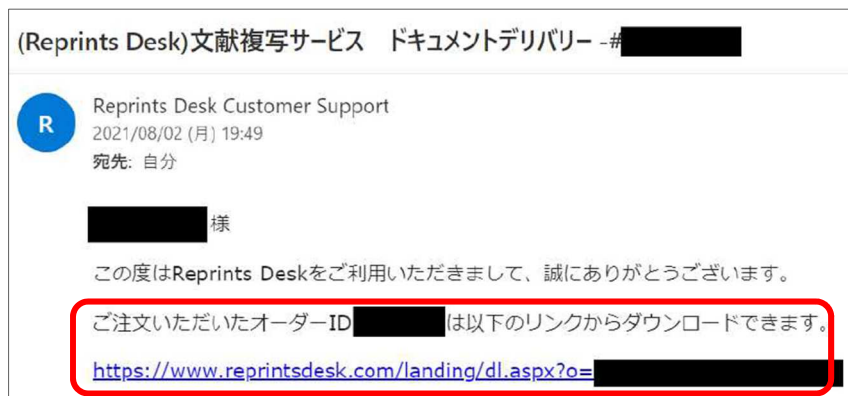 (Reprints Desk)文献複写サービス　ドキュメントデリバリー -#
R
Reprints Desk Customer Support
2021/08/02 (月) 19:49
宛先: 自分
様
この度はReprints Deskをご利用いただきまして、誠にありがとうございます。
ご注文いただいたオーダーID は以下のリンクからダウンロードできます。
https://www.reprintsdesk.com/landing/dl.aspx?o=